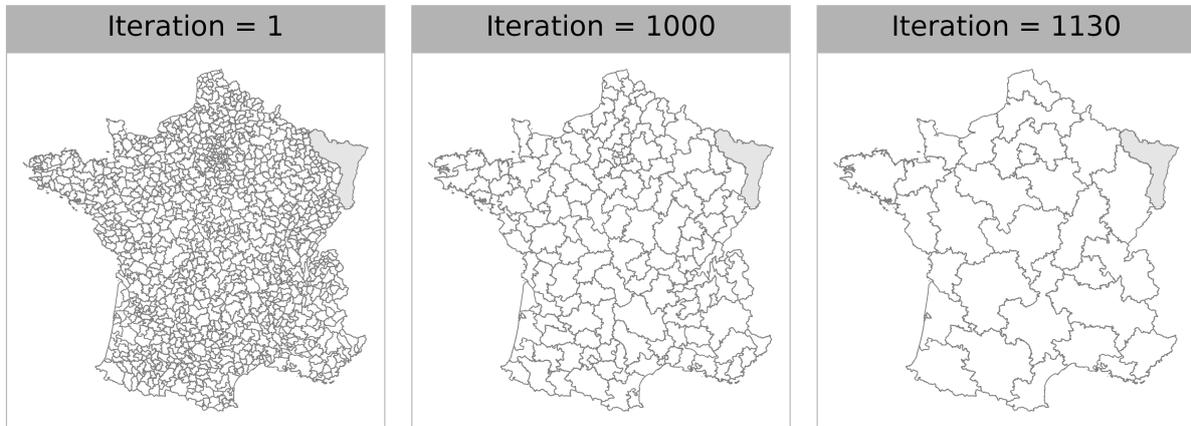 Iteration = 1
Iteration = 1000
Iteration = 1130